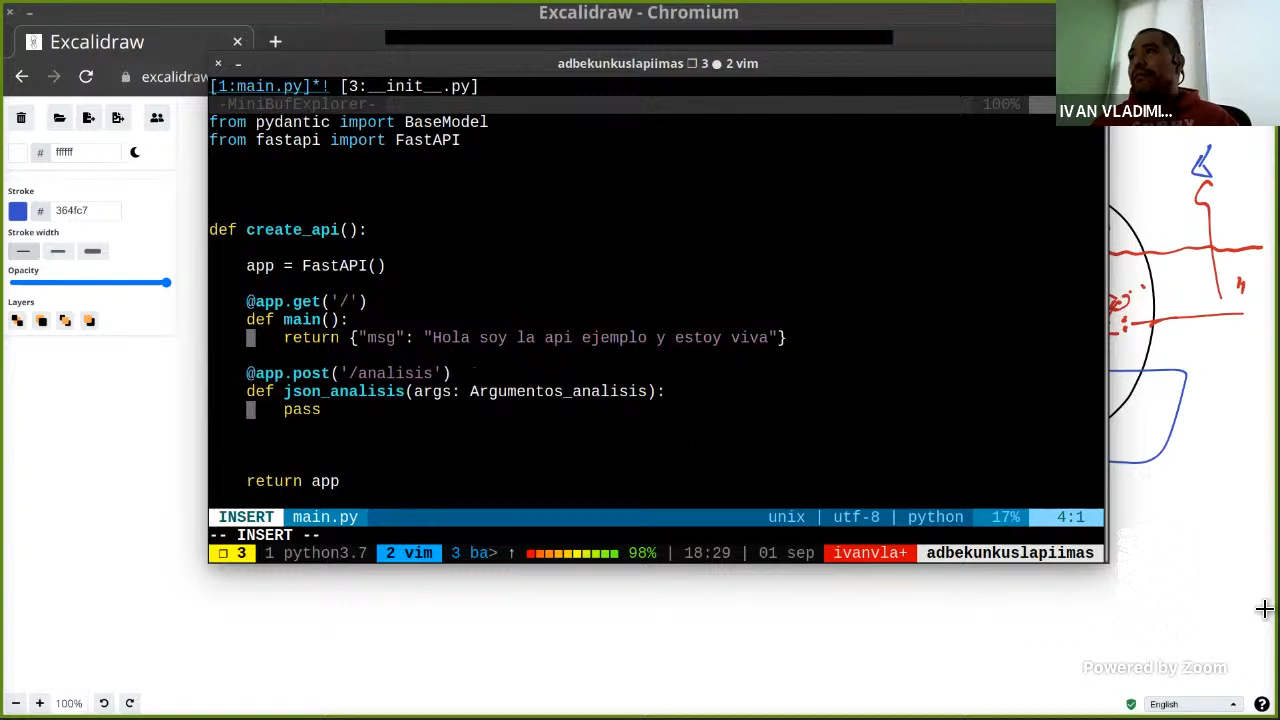 Excalidraw - Chromium
Excalidraw
excalidraw
IVAN VLADIMI...
adbekunkuslapiimas ❐ 3 ● 2 vim
[1:main.py]*! [3:__init__.py]
-MiniBufExplorer- 100%
from pydantic import BaseModel
from fastapi import FastAPI
def create_api():
app = FastAPI()
@app.get('/')
def main():
return {"msg": "Hola soy la api ejemplo y estoy viva"}
@app.post('/analisis')
def json_analisis(args: Argumentos_analisis):
pass
return app
INSERT main.py unix | utf-8 | python 17% 4:1
-- INSERT --
❐ 3 1 python3.7 2 vim 3 ba> ↑ 98% | 18:29 | 01 sep ivanvla+ adbekunkuslapiimas
# ffffff
Stroke
# 364fc7
Stroke width
Opacity
Layers
Powered by Zoom
100%
English